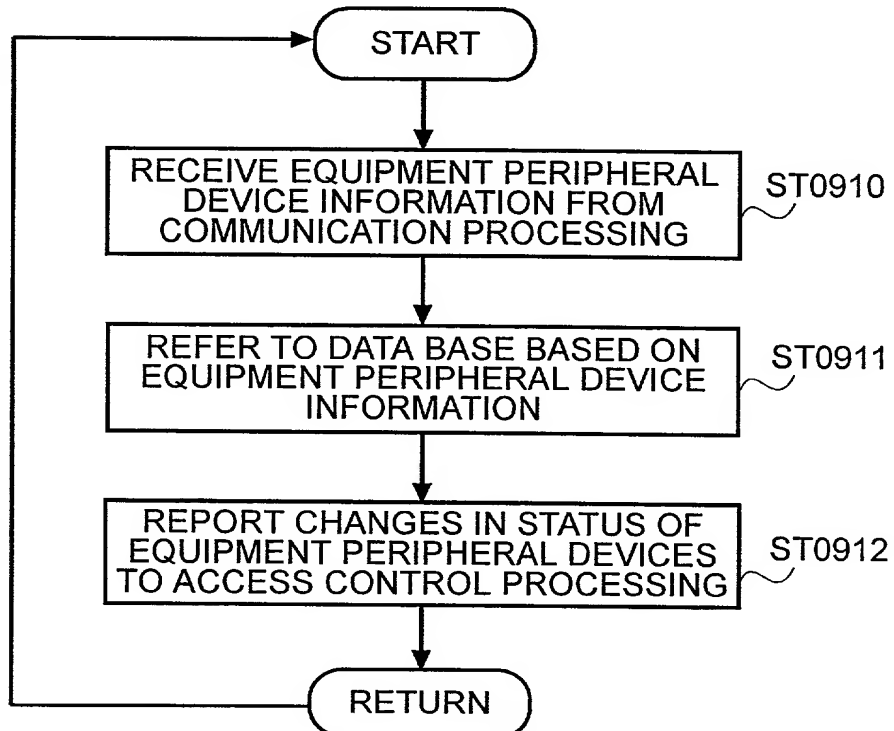 START
RECEIVE EQUIPMENT PERIPHERAL
DEVICE INFORMATION FROM
COMMUNICATION PROCESSING
ST0910
REFER TO DATA BASE BASED ON
EQUIPMENT PERIPHERAL DEVICE
INFORMATION
ST0911
REPORT CHANGES IN STATUS OF
EQUIPMENT PERIPHERAL DEVICES
TO ACCESS CONTROL PROCESSING
ST0912
RETURN